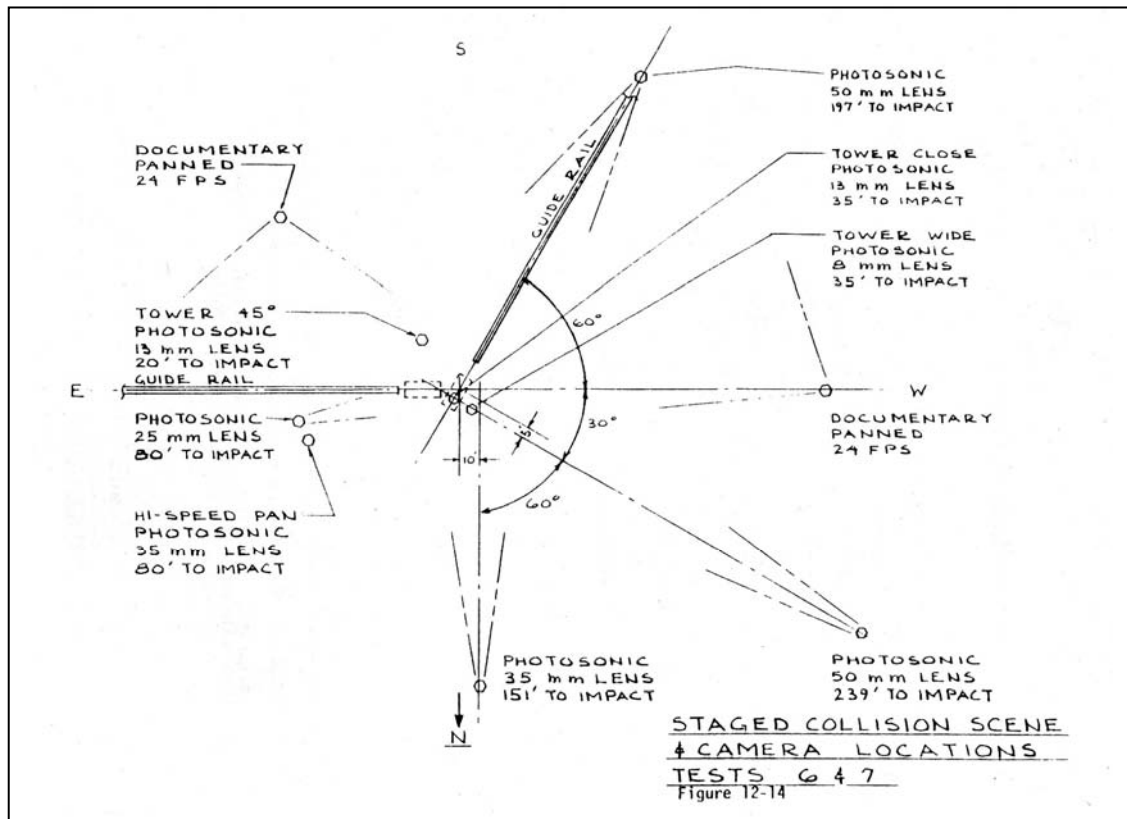 S
PHOTOSONIC
50 mm LENS
197' TO IMPACT
DOCUMENTARY
PANNED
24 FPS
TOWER CLOSE
PHOTOSONIC
13 mm LENS
35' TO IMPACT
GUIDE RAIL
TOWER WIDE
PHOTOSONIC
8 mm LENS
35' TO IMPACT
TOWER 45°
PHOTOSONIC
13 mm LENS
20' TO IMPACT
GUIDE RAIL
60°
E
W
DOCUMENTARY
PANNED
24 FPS
PHOTOSONIC
25 mm LENS
80' TO IMPACT
30°
5'
10'
60°
HI-SPEED PAN
PHOTOSONIC
35 mm LENS
80' TO IMPACT
PHOTOSONIC
35 mm LENS
151' TO IMPACT
PHOTOSONIC
50 mm LENS
239' TO IMPACT
N
STAGED COLLISION SCENE
& CAMERA LOCATIONS
TESTS 6 & 7
Figure 12-14